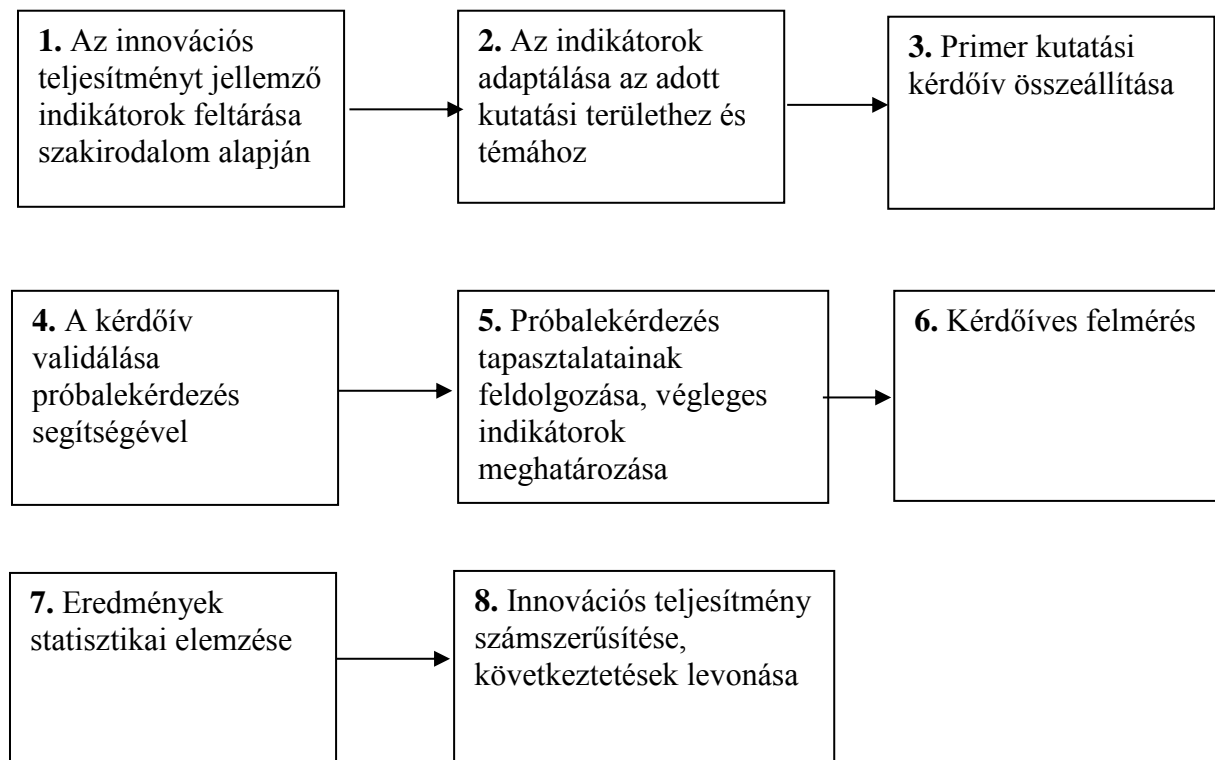 1. Az innovációs
teljesítményt jellemző
indikátorok feltárása
szakirodalom alapján
2. Az indikátorok
adaptálása az adott
kutatási területhez és
témához
3. Primer kutatási
kérdőív összeállítása
4. A kérdőív
validálása
próbalekérdezés
segítségével
5. Próbalekérdezés
tapasztalatainak
feldolgozása, végleges
indikátorok
meghatározása
6. Kérdőíves felmérés
7. Eredmények
statisztikai elemzése
8. Innovációs teljesítmény
számszerűsítése,
következtetések levonása